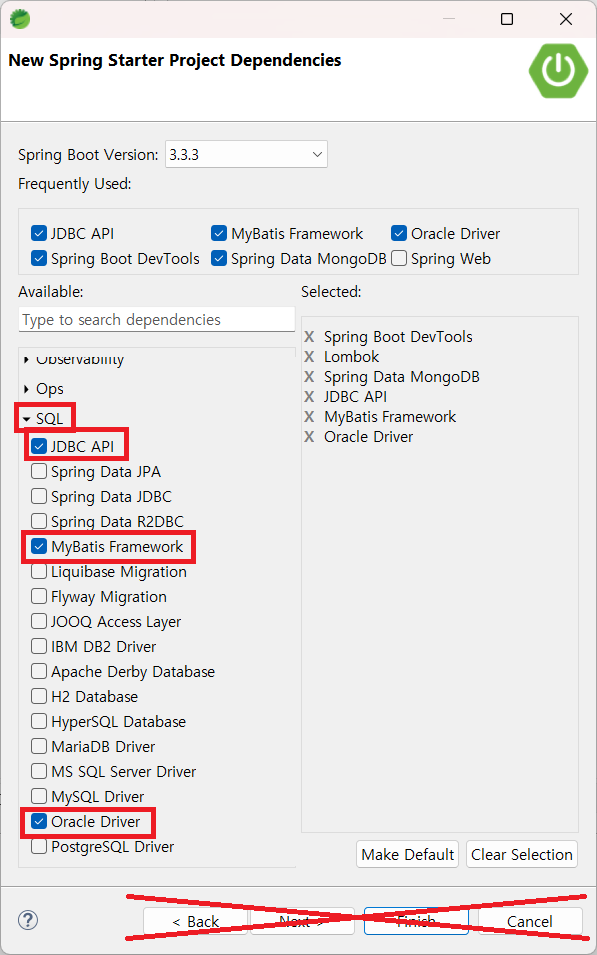 New Spring Starter Project Dependencies
Spring Boot Version: 3.3.3
Frequently Used:
JDBC API MyBatis Framework Oracle Driver
Spring Boot DevTools Spring Data MongoDB Spring Web
Available: Selected:
Type to search dependencies
Observability
Ops
SQL
JDBC API
Spring Data JPA
Spring Data JDBC
Spring Data R2DBC
MyBatis Framework
Liquibase Migration
Flyway Migration
JOOQ Access Layer
IBM DB2 Driver
Apache Derby Database
H2 Database
HyperSQL Database
MariaDB Driver
MS SQL Server Driver
MySQL Driver
Oracle Driver
PostgreSQL Driver
X Spring Boot DevTools
X Lombok
X Spring Data MongoDB
X JDBC API
X MyBatis Framework
X Oracle Driver
Make Default Clear Selection
? < Back Next > Finish Cancel